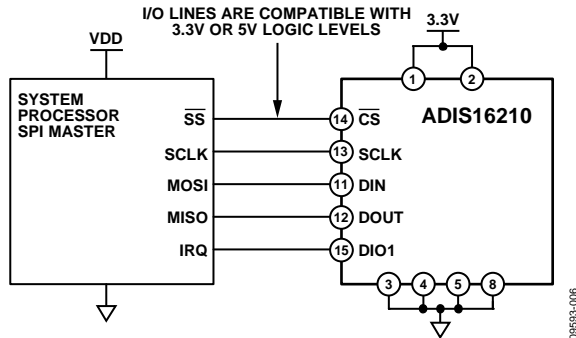 I/O LINES ARE COMPATIBLE WITH
3.3V OR 5V LOGIC LEVELS
VDD
3.3V
1
2
SYSTEM
PROCESSOR
SPI MASTER
ADIS16210
SS
14
CS
SCLK
13
SCLK
MOSI
11
DIN
MISO
12
DOUT
IRQ
15
DIO1
3
4
5
8
09593-006